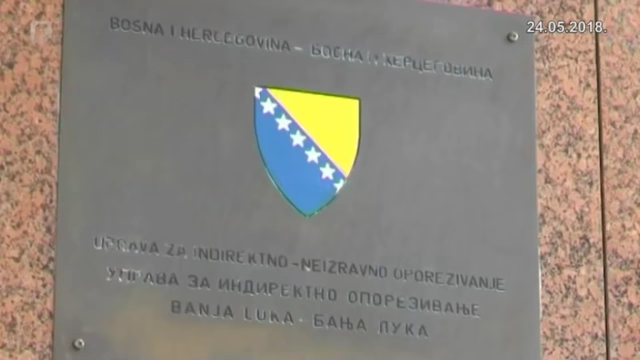 24.05.2018.
BOSNA I HERCEGOVINA - БОСНА И ХЕРЦЕГОВИНА
UPRAVA ZA INDIREKTNO-NEIZRAVNO OPOREZIVANJE
УПРАВА ЗА ИНДИРЕКТНО ОПОРЕЗИВАЊЕ
BANJA LUKA - БАЊА ЛУКА